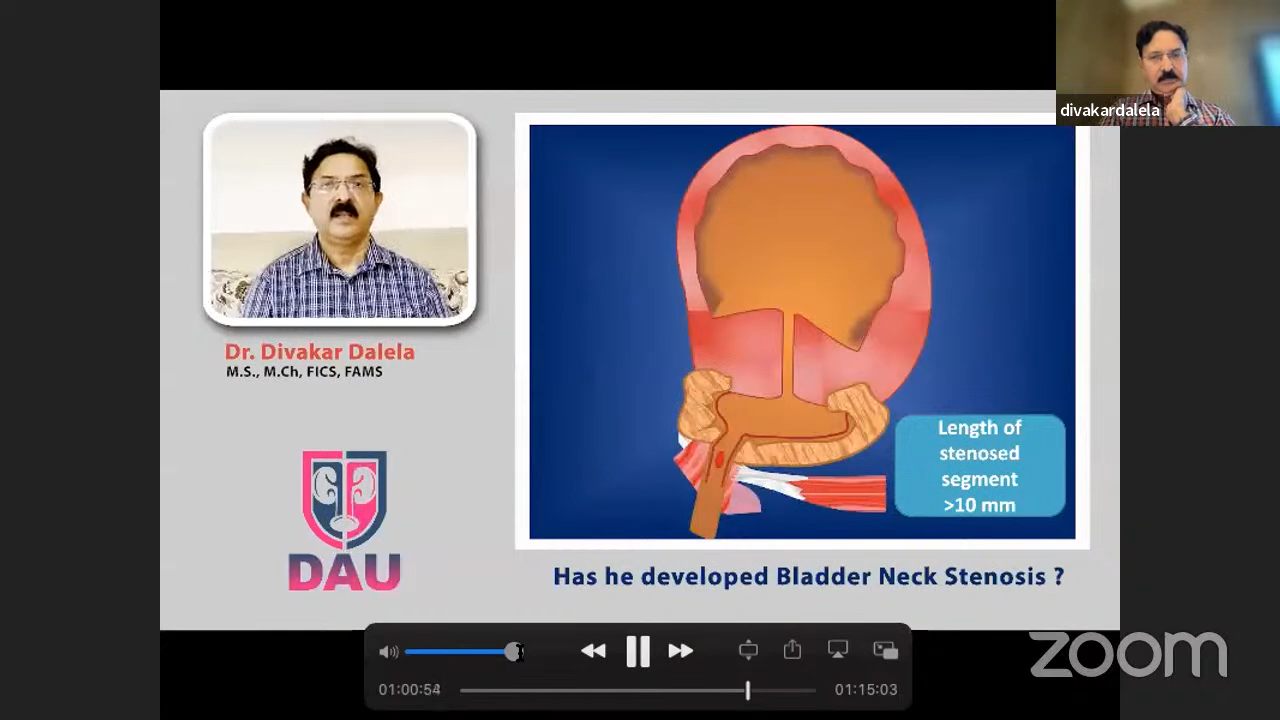 divakardalela
Dr. Divakar Dalela
M.S., M.Ch, FICS, FAMS
DAU
Length of
stenosed
segment
>10 mm
Has he developed Bladder Neck Stenosis ?
01:00:54
01:15:03
zoom